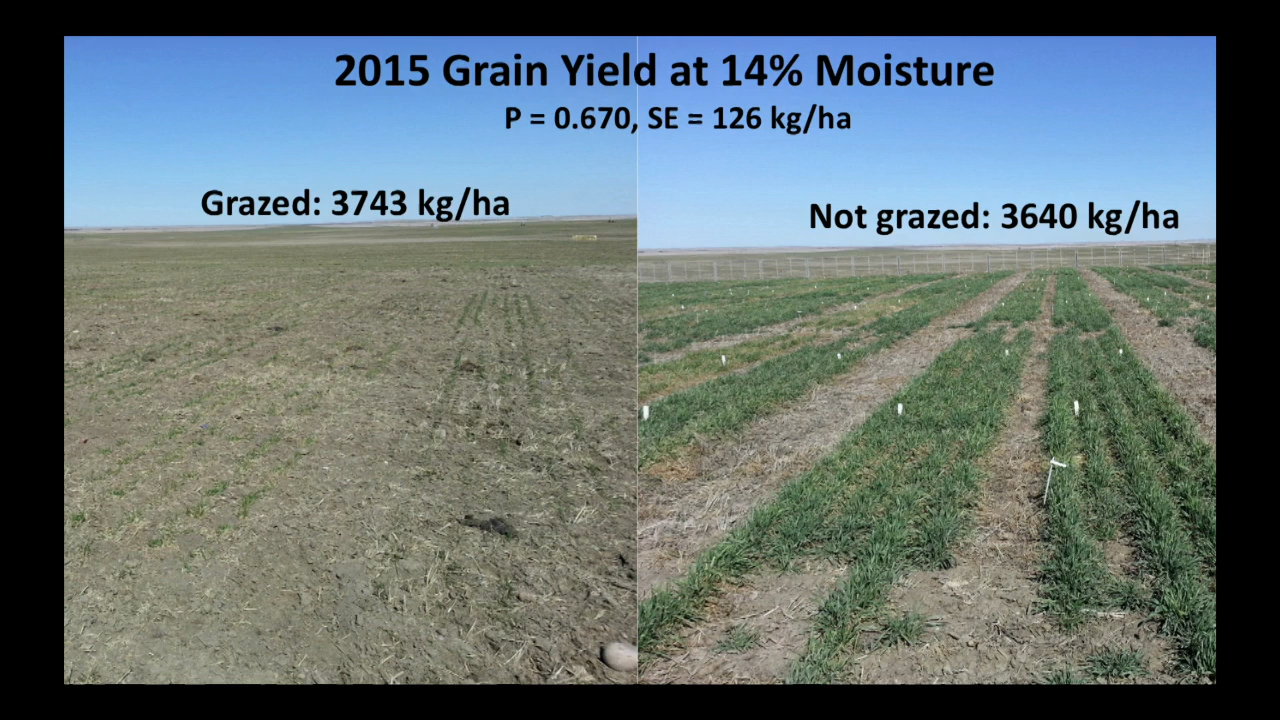 2015 Grain Yield at 14% Moisture
P = 0.670, SE = 126 kg/ha
Grazed: 3743 kg/ha
Not grazed: 3640 kg/ha